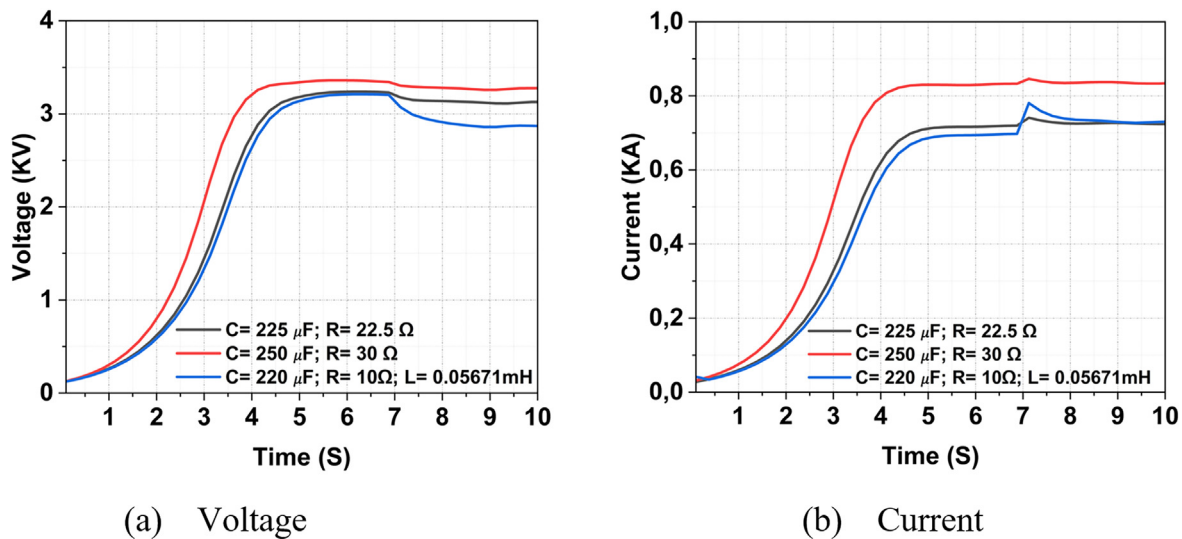 4
3
2
1
0
Voltage (KV)
C= 225 μF; R= 22.5 Ω
C= 250 μF; R= 30 Ω
C= 220 μF; R= 10Ω; L= 0.05671mH
1 2 3 4 5 6 7 8 9 10
Time (S)
(a) Voltage
1,0
0.8
0.6
0,4
0,2
0,0
Current (KA)
C= 225 μF; R= 22.5 Ω
C= 250 μF; R= 30 Ω
C= 220 μF; R= 10Ω; L= 0.05671mH
1 2 3 4 5 6 7 8 9 10
Time (S)
(b) Current